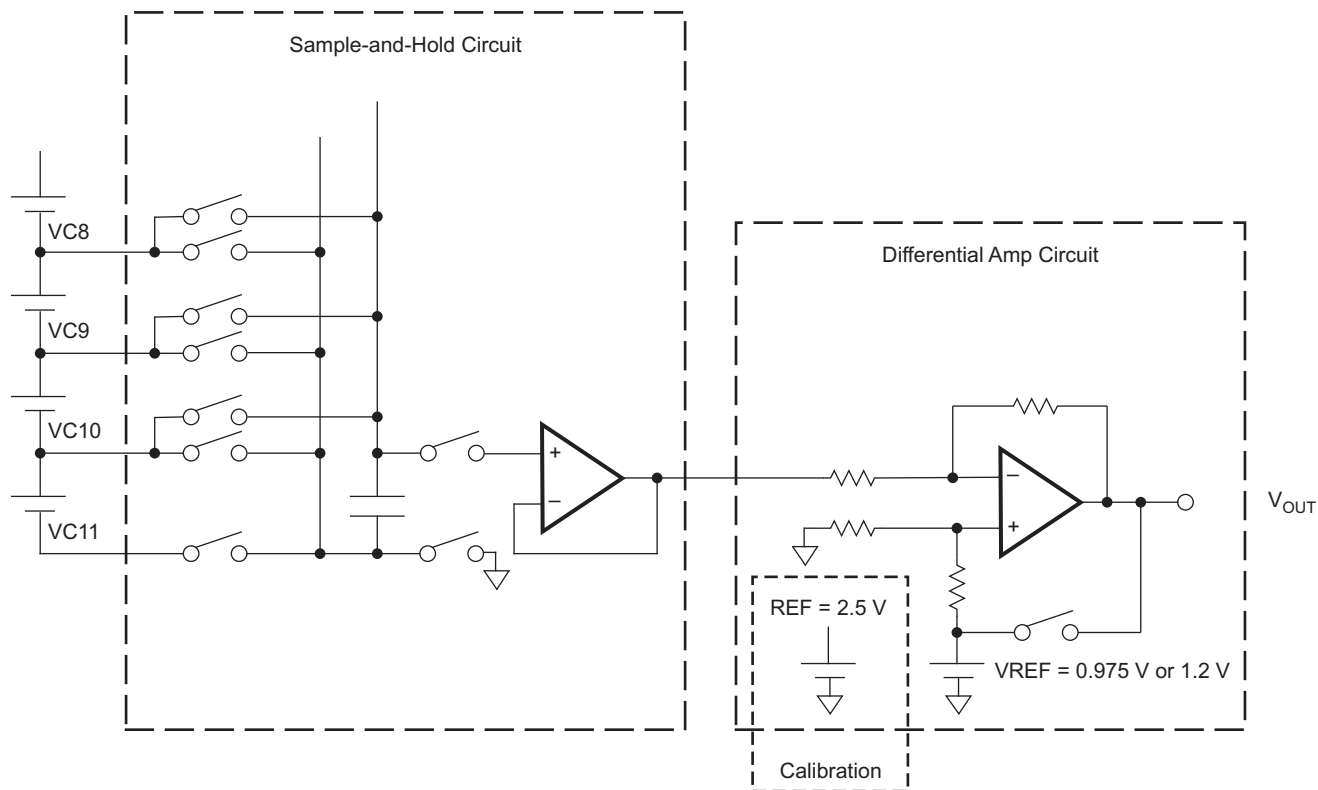 Sample-and-Hold Circuit
VC8
VC9
VC10
VC11
+
–
Differential Amp Circuit
–
+
VOUT
REF = 2.5 V
VREF = 0.975 V or 1.2 V
Calibration